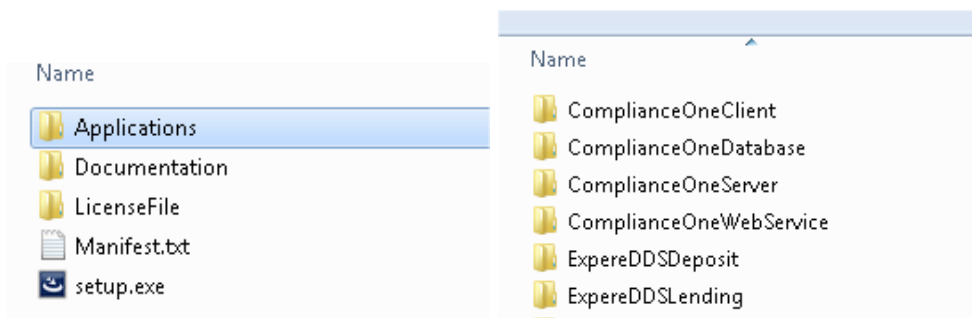 Name
Applications
Documentation
LicenseFile
Manifest.txt
setup.exe
Name
ComplianceOneClient
ComplianceOneDatabase
ComplianceOneServer
ComplianceOneWebService
ExpereDDSDeposit
ExpereDDSLending